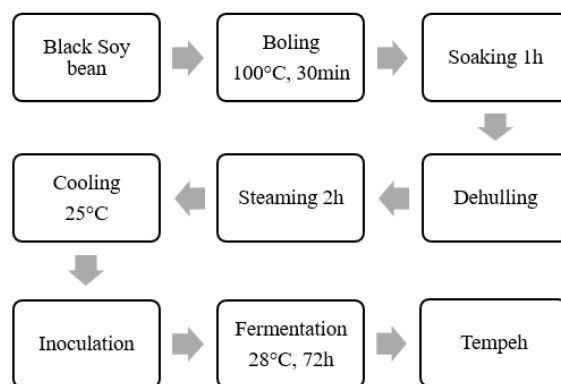 Black Soy
bean
Boling
100°C, 30min
Soaking 1h
Dehulling
Steaming 2h
Cooling
25°C
Inoculation
Fermentation
28°C, 72h
Tempeh